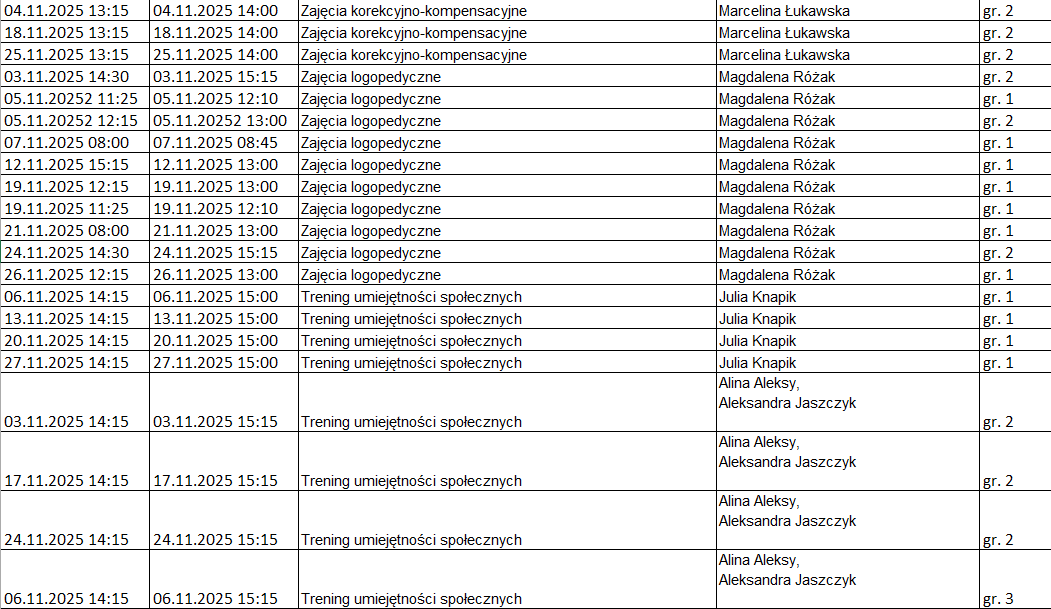 04.11.2025 13:15 04.11.2025 14:00 Zajęcia korekcyjno-kompensacyjne Marcelina Łukawska gr. 2
18.11.2025 13:15 18.11.2025 14:00 Zajęcia korekcyjno-kompensacyjne Marcelina Łukawska gr. 2
25.11.2025 13:15 25.11.2025 14:00 Zajęcia korekcyjno-kompensacyjne Marcelina Łukawska gr. 2
03.11.2025 14:30 03.11.2025 15:15 Zajęcia logopedyczne Magdalena Różak gr. 2
05.11.20252 11:25 05.11.2025 12:10 Zajęcia logopedyczne Magdalena Różak gr. 1
05.11.20252 12:15 05.11.20252 13:00 Zajęcia logopedyczne Magdalena Różak gr. 2
07.11.2025 08:00 07.11.2025 08:45 Zajęcia logopedyczne Magdalena Różak gr. 1
12.11.2025 15:15 12.11.2025 13:00 Zajęcia logopedyczne Magdalena Różak gr. 1
19.11.2025 12:15 19.11.2025 13:00 Zajęcia logopedyczne Magdalena Różak gr. 1
19.11.2025 11:25 19.11.2025 12:10 Zajęcia logopedyczne Magdalena Różak gr. 1
21.11.2025 08:00 21.11.2025 13:00 Zajęcia logopedyczne Magdalena Różak gr. 1
24.11.2025 14:30 24.11.2025 15:15 Zajęcia logopedyczne Magdalena Różak gr. 2
26.11.2025 12:15 26.11.2025 13:00 Zajęcia logopedyczne Magdalena Różak gr. 1
06.11.2025 14:15 06.11.2025 15:00 Trening umiejętności społecznych Julia Knapik gr. 1
13.11.2025 14:15 13.11.2025 15:00 Trening umiejętności społecznych Julia Knapik gr. 1
20.11.2025 14:15 20.11.2025 15:00 Trening umiejętności społecznych Julia Knapik gr. 1
27.11.2025 14:15 27.11.2025 15:00 Trening umiejętności społecznych Julia Knapik gr. 1
Alina Aleksy,
Aleksandra Jaszczyk
03.11.2025 14:15 03.11.2025 15:15 Trening umiejętności społecznych gr. 2
Alina Aleksy,
Aleksandra Jaszczyk
17.11.2025 14:15 17.11.2025 15:15 Trening umiejętności społecznych gr. 2
Alina Aleksy,
Aleksandra Jaszczyk
24.11.2025 14:15 24.11.2025 15:15 Trening umiejętności społecznych gr. 2
Alina Aleksy,
Aleksandra Jaszczyk
06.11.2025 14:15 06.11.2025 15:15 Trening umiejętności społecznych gr. 3